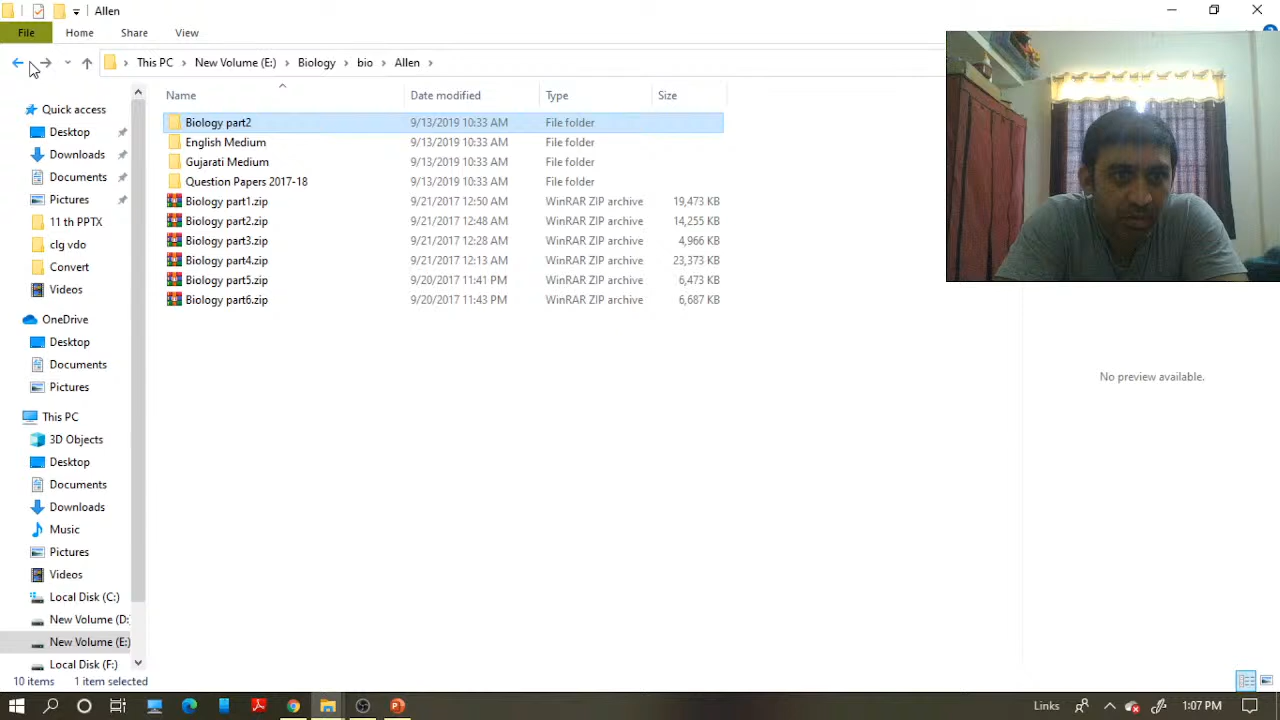 Allen
File Home Share View
This PC New Volume (E:) Biology bio Allen
Name Date modified Type Size
Biology part2 9/13/2019 10:33 AM File folder
English Medium 9/13/2019 10:33 AM File folder
Gujarati Medium 9/13/2019 10:33 AM File folder
Question Papers 2017-18 9/13/2019 10:33 AM File folder
Biology part1.zip 9/21/2017 12:50 AM WinRAR ZIP archive 19,473 KB
Biology part2.zip 9/21/2017 12:48 AM WinRAR ZIP archive 14,255 KB
Biology part3.zip 9/21/2017 12:28 AM WinRAR ZIP archive 4,966 KB
Biology part4.zip 9/21/2017 12:13 AM WinRAR ZIP archive 23,373 KB
Biology part5.zip 9/20/2017 11:41 PM WinRAR ZIP archive 6,473 KB
Biology part6.zip 9/20/2017 11:43 PM WinRAR ZIP archive 6,687 KB
Quick access
Desktop
Downloads
Documents
Pictures
11 th PPTX
clg vdo
Convert
Videos
OneDrive
Desktop
Documents
Pictures
This PC
3D Objects
Desktop
Documents
Downloads
Music
Pictures
Videos
Local Disk (C:)
New Volume (D:
New Volume (E:)
Local Disk (F:)
No preview available.
10 items 1 item selected
Links 1:07 PM